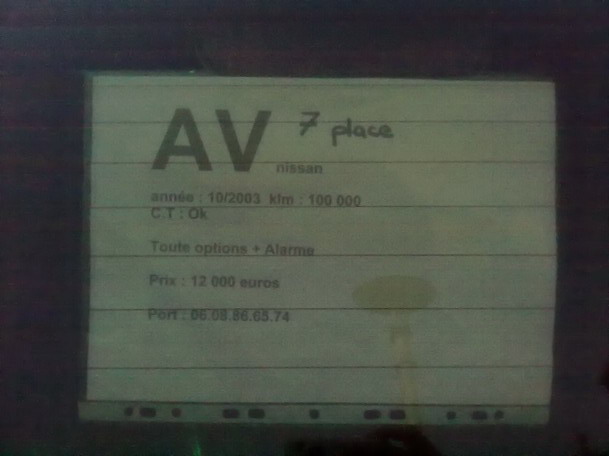 AV 7 place
nissan
année : 10/2003 klm : 100 000
C.T : Ok
Toute options + Alarme
Prix : 12 000 euros
Port : 06.08.86.65.74